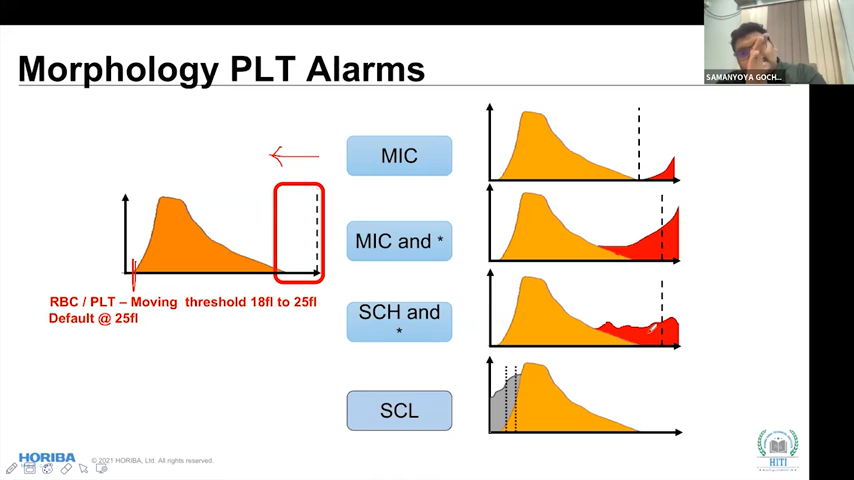 SAMANYOYA GOCH...
Morphology PLT Alarms
MIC
MIC and *
RBC / PLT – Moving threshold 18fl to 25fl
Default @ 25fl
SCH and
*
SCL
HORIBA
© 2021 HORIBA, Ltd. All rights reserved.
HITI